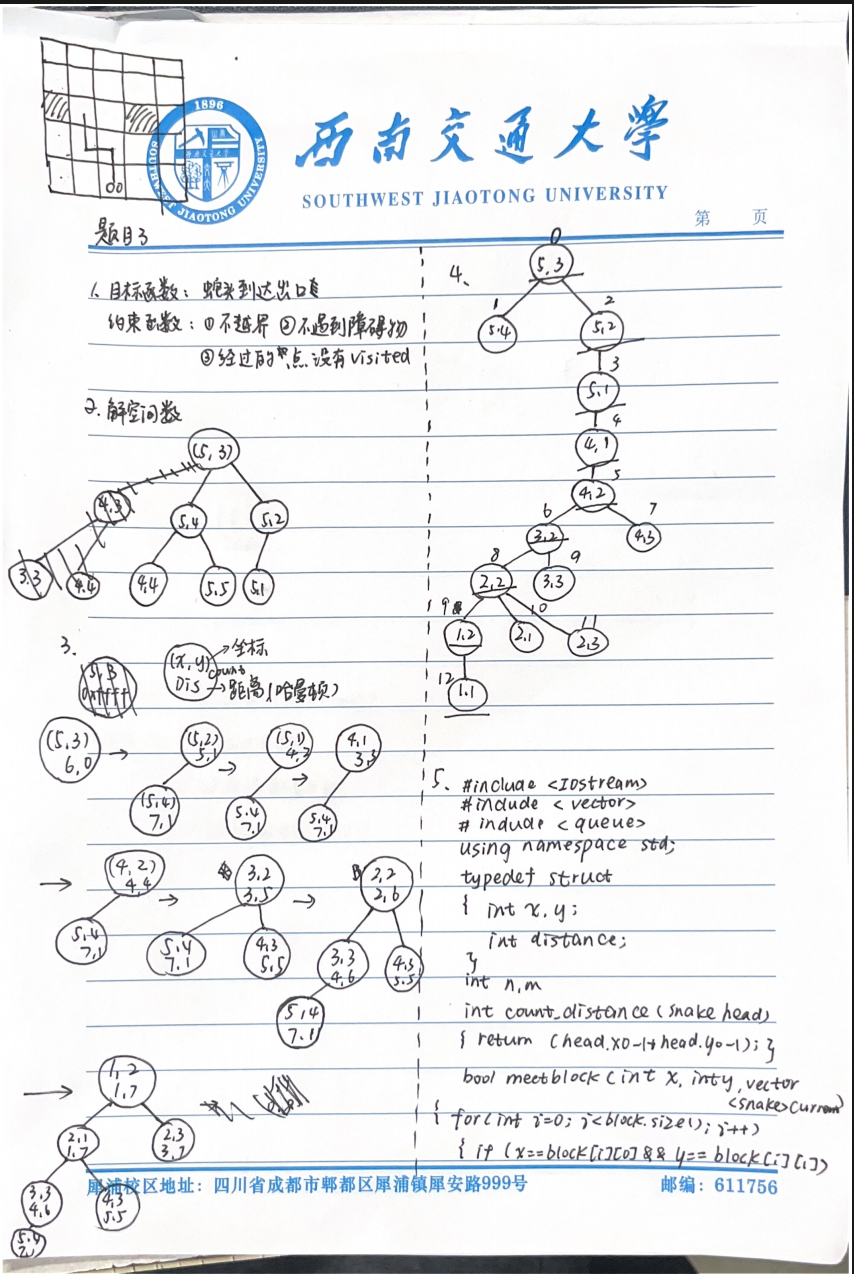 1896
SOUTHWEST JIAOTONG UNIVERSITY
西南交通大学
SOUTHWEST JIAOTONG UNIVERSITY
第 页
题目3
1、目标函数: 蛇头到达出口
约束函数: ①不越界 ②不遇到障碍物
③经过的 点没有visited
2、解空间数
(5,3)
4,3 5,4 5,2
3,3 4,4 4,4 5,5 5,1
3.
(x,y) →坐标
Dis count →距离(哈曼顿)
(5,3)
6,0
→
(5,2)
5,1
(5,4)
7,1
→
(5,1)
4,2
5,4
7,1
→
4,1
3,3
5,4
7,1
→
(4,2)
4,4
5,4
7,1
→
3,2
3,5
5,4
7,1
4,3
5,5
→
2,2
2,6
3,3
4,6
4,3
5,5
5,4
7,1
→
1,2
1,7
2,1
1,7
2,3
3,7
3,3
4,6
4,3
5,5
5,4
4、
0
5,3
1 2
5,4 5,2
3
5,1
4
4,1
5
4,2
6 7
3,2 4,3
8 9
2,2 3,3
9 10 11
1,2 2,1 2,3
12
1,1
5、 #include <IOstream>
#include <vector>
# include <queue>
using namespace std;
typedef struct
{ int x,y;
int distance;
}
int n,m
int count_distance (snake head)
{ return (head.x0-1+head.y0-1); }
bool meetblock (int x, int y, vector
<snake>current)
{ for(int i=0; i<block.size(); i++)
{ if (x==block[i][0] && y== block[i][1])
犀浦校区地址: 四川省成都市郫都区犀浦镇犀安路999号
邮编: 611756